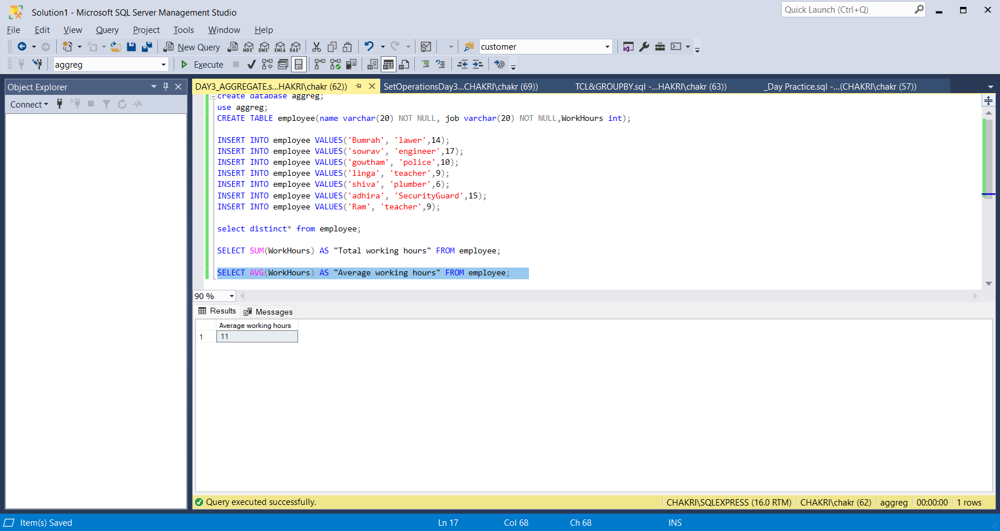 Solution1 - Microsoft SQL Server Management Studio
Quick Launch (Ctrl+Q)
File Edit View Query Project Tools Window Help
New Query MDX DMX XMLA DAX customer
aggreg Execute
Object Explorer
Connect
DAY3_AGGREGATE.s...HAKRI\chakr (62)) SetOperationsDay3...CHAKRI\chakr (69)) TCL&GROUPBY.sql -...HAKRI\chakr (63)) _Day Practice.sql -...(CHAKRI\chakr (57))
create database aggreg;
use aggreg;
CREATE TABLE employee(name varchar(20) NOT NULL, job varchar(20) NOT NULL,WorkHours int);
INSERT INTO employee VALUES('Bumrah', 'lawer',14);
INSERT INTO employee VALUES('sowrav', 'engineer',17);
INSERT INTO employee VALUES('gowtham', 'police',10);
INSERT INTO employee VALUES('linga', 'teacher',9);
INSERT INTO employee VALUES('shiva', 'plumber',6);
INSERT INTO employee VALUES('adhira', 'SecurityGuard',15);
INSERT INTO employee VALUES('Ram', 'teacher',9);
select distinct* from employee;
SELECT SUM(WorkHours) AS "Total working hours" FROM employee;
SELECT AVG(WorkHours) AS "Average working hours" FROM employee;
90 %
Results Messages
Average working hours
1 11
Query executed successfully. CHAKRI\SQLEXPRESS (16.0 RTM) CHAKRI\chakr (62) aggreg 00:00:00 1 rows
Item(s) Saved Ln 17 Col 68 Ch 68 INS